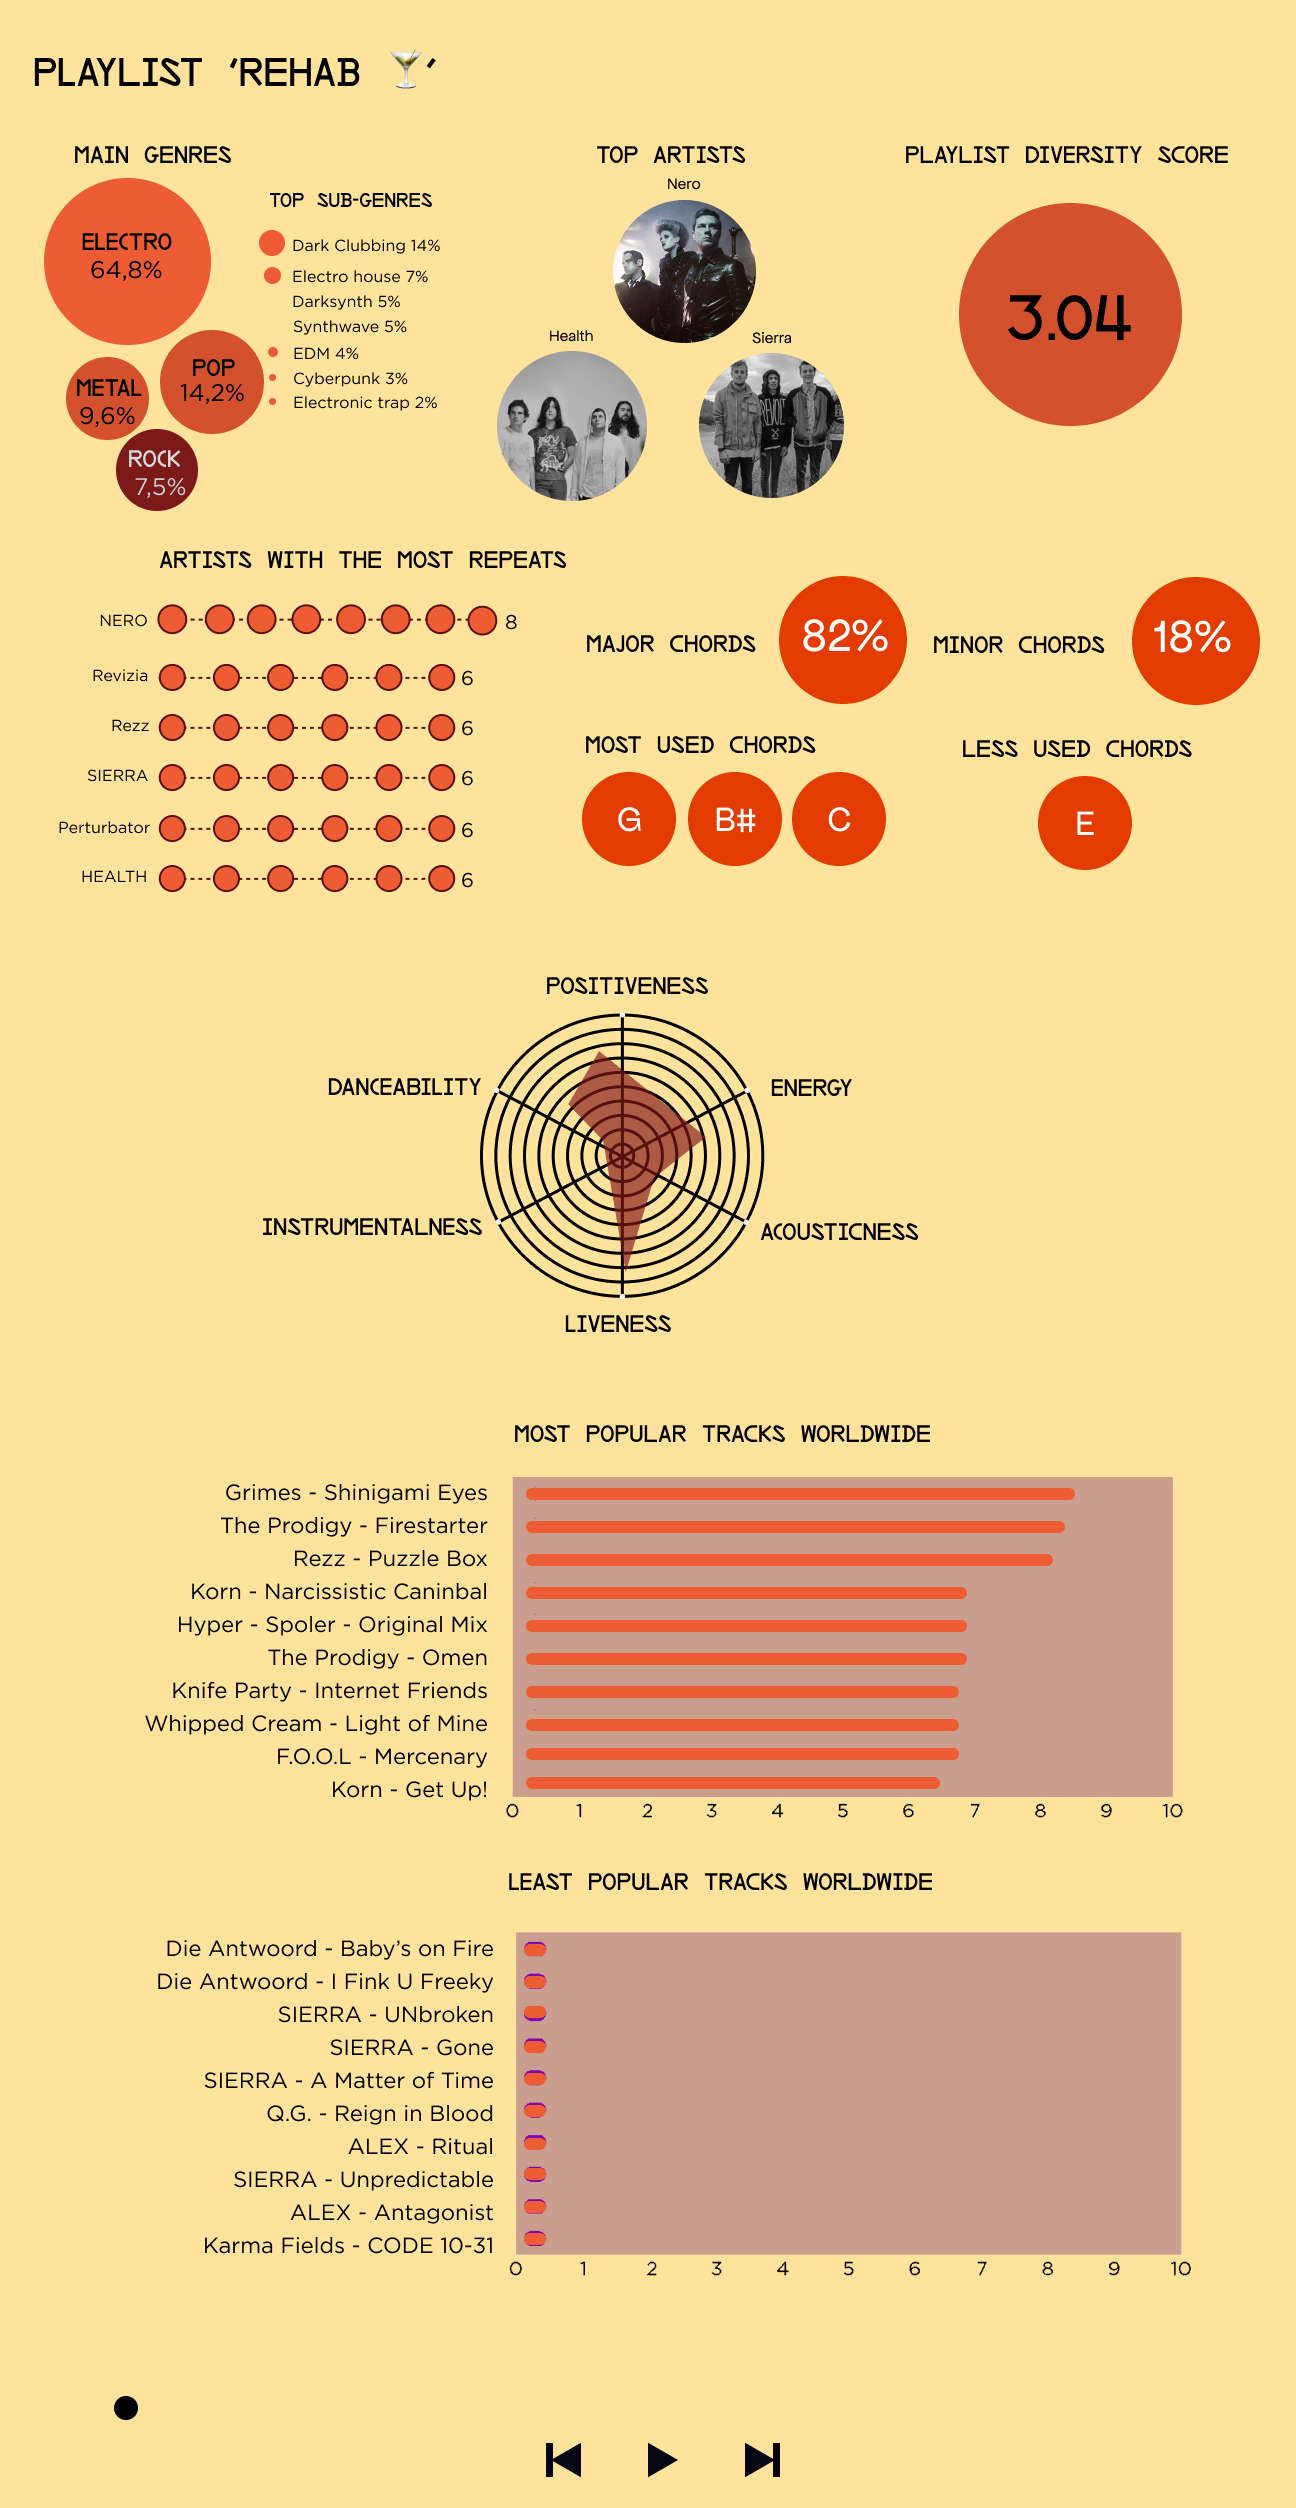 PLAYLIST 'REHAB 🍸'
MAIN GENRES
ELECTRO
64,8%
POP
14,2%
METAL
9,6%
ROCK
7,5%
TOP SUB-GENRES
Dark Clubbing 14%
Electro house 7%
Darksynth 5%
Synthwave 5%
EDM 4%
Cyberpunk 3%
Electronic trap 2%
TOP ARTISTS
Nero
Health
Sierra
REVOLT
PLAYLIST DIVERSITY SCORE
3.04
ARTISTS WITH THE MOST REPEATS
NERO 8
Revizia 6
Rezz 6
SIERRA 6
Perturbator 6
HEALTH 6
MAJOR CHORDS 82%
MINOR CHORDS 18%
MOST USED CHORDS
G B# C
LESS USED CHORDS
E
POSITIVENESS
DANCEABILITY
ENERGY
INSTRUMENTALNESS
ACOUSTICNESS
LIVENESS
MOST POPULAR TRACKS WORLDWIDE
Grimes - Shinigami Eyes
The Prodigy - Firestarter
Rezz - Puzzle Box
Korn - Narcissistic Caninbal
Hyper - Spoler - Original Mix
The Prodigy - Omen
Knife Party - Internet Friends
Whipped Cream - Light of Mine
F.O.O.L - Mercenary
Korn - Get Up!
0 1 2 3 4 5 6 7 8 9 10
LEAST POPULAR TRACKS WORLDWIDE
Die Antwoord - Baby's on Fire
Die Antwoord - I Fink U Freeky
SIERRA - UNbroken
SIERRA - Gone
SIERRA - A Matter of Time
Q.G. - Reign in Blood
ALEX - Ritual
SIERRA - Unpredictable
ALEX - Antagonist
Karma Fields - CODE 10-31
0 1 2 3 4 5 6 7 8 9 10